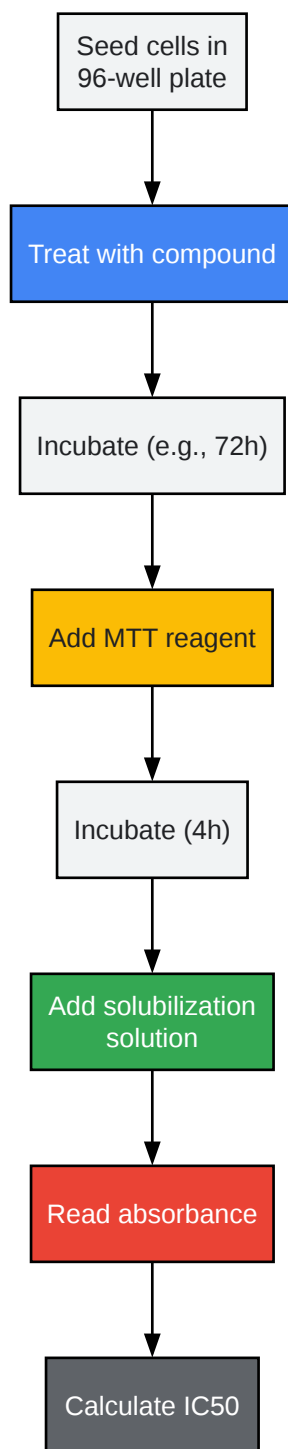 Seed cells in
96-well plate
Treat with compound
Incubate (e.g., 72h)
Add MTT reagent
Incubate (4h)
Add solubilization
solution
Read absorbance
Calculate IC50